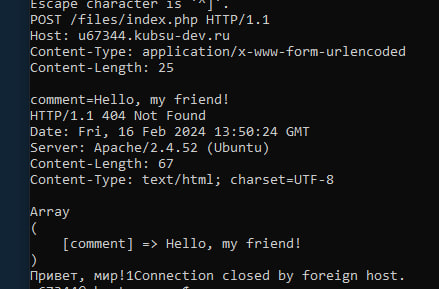 Escape character is '^]'.
POST /files/index.php HTTP/1.1
Host: u67344.kubsu-dev.ru
Content-Type: application/x-www-form-urlencoded
Content-Length: 25

comment=Hello, my friend!
HTTP/1.1 404 Not Found
Date: Fri, 16 Feb 2024 13:50:24 GMT
Server: Apache/2.4.52 (Ubuntu)
Content-Length: 67
Content-Type: text/html; charset=UTF-8

Array
(
    [comment] => Hello, my friend!
)
Привет, мир!1Connection closed by foreign host.